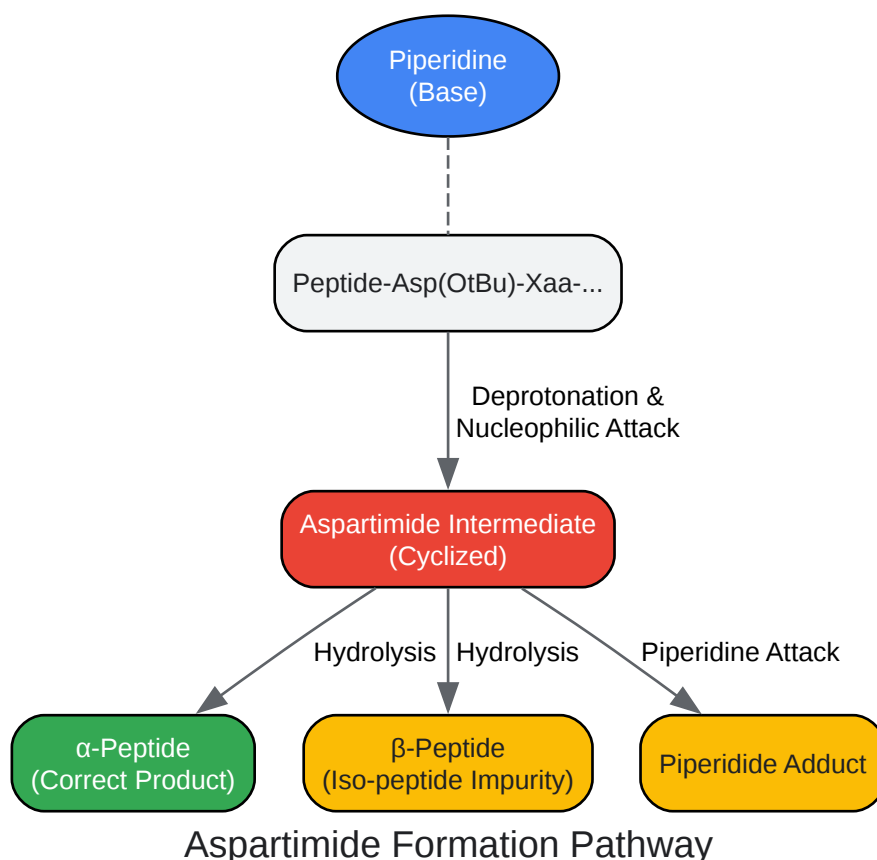 Piperidine
(Base)
Peptide-Asp(OtBu)-Xaa-...
Deprotonation &
Nucleophilic Attack
Aspartimide Intermediate
(Cyclized)
Hydrolysis
Hydrolysis
Piperidine Attack
α-Peptide
(Correct Product)
β-Peptide
(Iso-peptide Impurity)
Piperidide Adduct
Aspartimide Formation Pathway